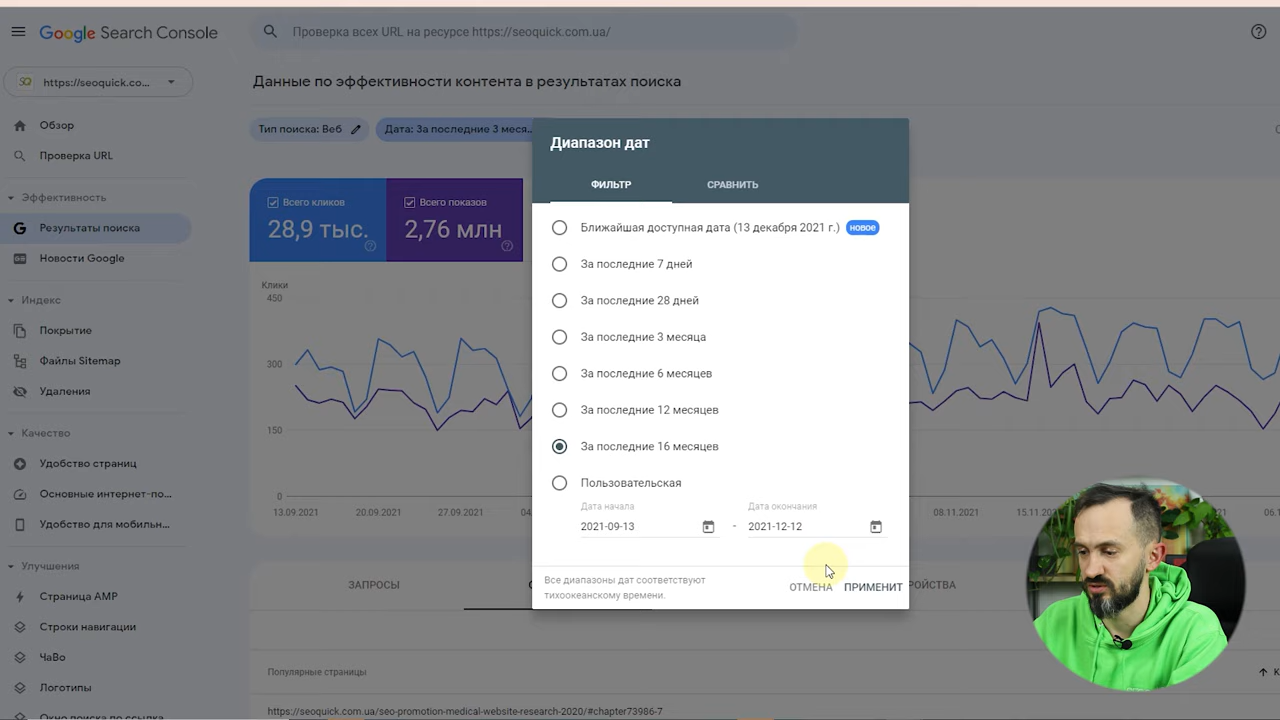 Google Search Console
Проверка всех URL на ресурсе https://seoquick.com.ua/
https://seoquick.co...
Данные по эффективности контента в результатах поиска
Обзор
Проверка URL
Эффективность
Результаты поиска
Новости Google
Индекс
Покрытие
Файлы Sitemap
Удаления
Качество
Удобство страниц
Основные интернет-по...
Удобство для мобильн...
Улучшения
Страница AMP
Строки навигации
ЧаВо
Логотипы
Окно поиска по ссылка
Тип поиска: Веб
Дата: За последние 3 меся...
Всего кликов
28,9 тыс.
Всего показов
2,76 млн
Клики
450
300
150
0
13.09.2021
20.09.2021
27.09.2021
08.11.2021
15.11
Диапазон дат
ФИЛЬТР
СРАВНИТЬ
Ближайшая доступная дата (13 декабря 2021 г.) новое
За последние 7 дней
За последние 28 дней
За последние 3 месяца
За последние 6 месяцев
За последние 12 месяцев
За последние 16 месяцев
Пользовательская
Дата начала
Дата окончания
2021-09-13 - 2021-12-12
Все диапазоны дат соответствуют
тихоокеанскому времени.
ОТМЕНА
ПРИМЕНИТ
ЗАПРОСЫ
РОЙСТВА
Популярные страницы
https://seoquick.com.ua/seo-promotion-medical-website-research-2020/#chapter73986-7